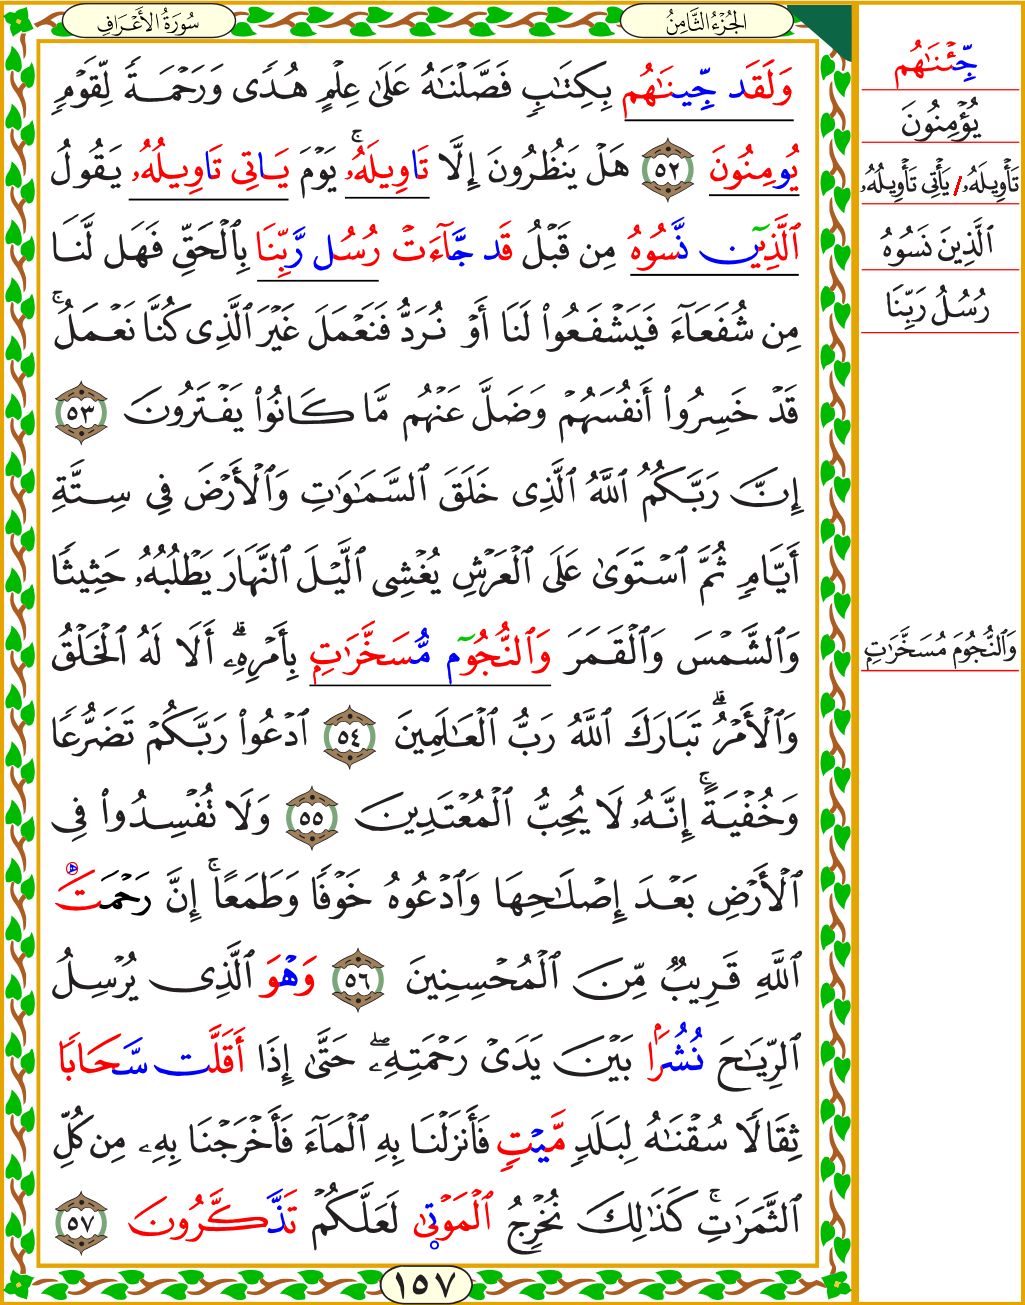 سُورَةُ الأَعْرَافِ
الجُزْءُ الثَّامِنُ
وَلَقَد جِّينَٰهُم بِكِتَٰبٖ فَصَّلْنَٰهُ عَلَىٰ عِلْمٍ هُدٗى وَرَحْمَةٗ لِّقَوْمٖ
يُومِنُونَ ٥٢ هَلْ يَنظُرُونَ إِلَّا تَاوِيلَهُۥۚ يَوْمَ يَاتِي تَاوِيلُهُۥ يَقُولُ
ٱلَّذِين نَّسُوهُ مِن قَبْلُ قَد جَّآءَتْ رُسُل رَّبِّنَا بِٱلْحَقِّ فَهَل لَّنَا
مِن شُفَعَآءَ فَيَشْفَعُوا۟ لَنَا أَوْ نُرَدُّ فَنَعْمَلَ غَيْرَ ٱلَّذِى كُنَّا نَعْمَلُۚ
قَدْ خَسِرُوٓا۟ أَنفُسَهُمْ وَضَلَّ عَنْهُم مَّا كَانُوا۟ يَفْتَرُونَ ٥٣
إِنَّ رَبَّكُمُ ٱللَّهُ ٱلَّذِى خَلَقَ ٱلسَّمَٰوَٰتِ وَٱلْأَرْضَ فِى سِتَّةِ
أَيَّامٖ ثُمَّ ٱسْتَوَىٰ عَلَى ٱلْعَرْشِ يُغْشِى ٱلَّيْلَ ٱلنَّهَارَ يَطْلُبُهُۥ حَثِيثٗا
وَٱلشَّمْسَ وَٱلْقَمَرَ وَٱلنُّجُوٓم مُّسَخَّرَٰتِۭ بِأَمْرِهِۦۗ أَلَا لَهُ ٱلْخَلْقُ
وَٱلْأَمْرُۗ تَبَارَكَ ٱللَّهُ رَبُّ ٱلْعَٰلَمِينَ ٥٤ ٱدْعُوا۟ رَبَّكُمْ تَضَرُّعٗا
وَخُفْيَةًۚ إِنَّهُۥ لَا يُحِبُّ ٱلْمُعْتَدِينَ ٥٥ وَلَا تُفْسِدُوا۟ فِى
ٱلْأَرْضِ بَعْدَ إِصْلَٰحِهَا وَٱدْعُوهُ خَوْفٗا وَطَمَعًاۚ إِنَّ رَحْمَتَ
ٱللَّهِ قَرِيبٞ مِّنَ ٱلْمُحْسِنِينَ ٥٦ وَهْوَ ٱلَّذِى يُرْسِلُ
ٱلرِّيَٰحَ نُشُرَۢا بَيْنَ يَدَىْ رَحْمَتِهِۦۖ حَتَّىٰٓ إِذَآ أَقَلَّت سَّحَابٗا
ثِقَالٗا سُقْنَٰهُ لِبَلَدٖ مَّيْتٖ فَأَنزَلْنَا بِهِ ٱلْمَآءَ فَأَخْرَجْنَا بِهِۦ مِن كُلِّ
ٱلثَّمَرَٰتِۚ كَذَٰلِكَ نُخْرِجُ ٱلْمَوْتَىٰ لَعَلَّكُمْ تَذَّكَّرُونَ ٥٧
١٥٧
جِّئْنَٰهُم
يُؤْمِنُونَ
تَأْوِيلَهُۥ/ يَأْتِى تَأْوِيلُهُۥ
ٱلَّذِينَ نَسُوهُ
رُسُلُ رَبِّنَا
وَٱلنُّجُومَ مُسَخَّرَٰتِۭ